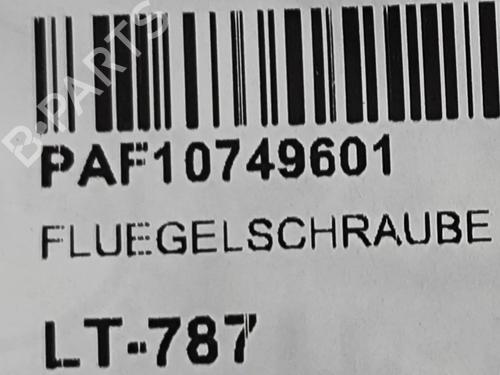 B-PARTS
PAF10749601
FLUEGELSCHRAUBE
LT-787